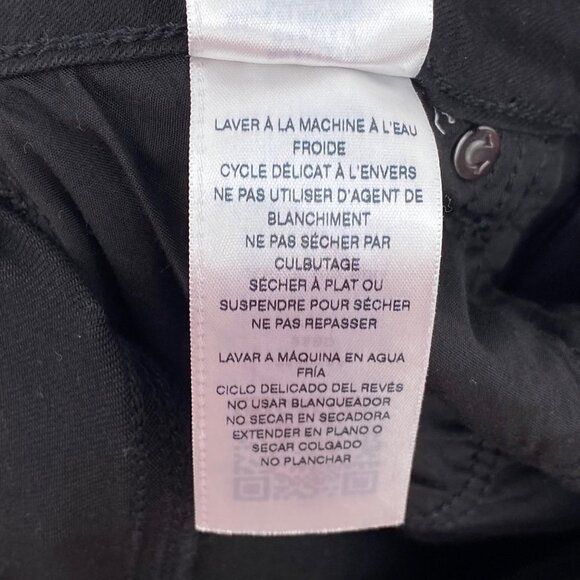 LAVER À LA MACHINE À L'EAU
FROIDE
CYCLE DÉLICAT À L'ENVERS
NE PAS UTILISER D'AGENT DE
BLANCHIMENT
NE PAS SÉCHER PAR
CULBUTAGE
SÉCHER À PLAT OU
SUSPENDRE POUR SÉCHER
NE PAS REPASSER
LAVAR A MÁQUINA EN AGUA
FRÍA
CICLO DELICADO DEL REVÉS
NO USAR BLANQUEADOR
NO SECAR EN SECADORA
EXTENDER EN PLANO O
SECAR COLGADO
NO PLANCHAR